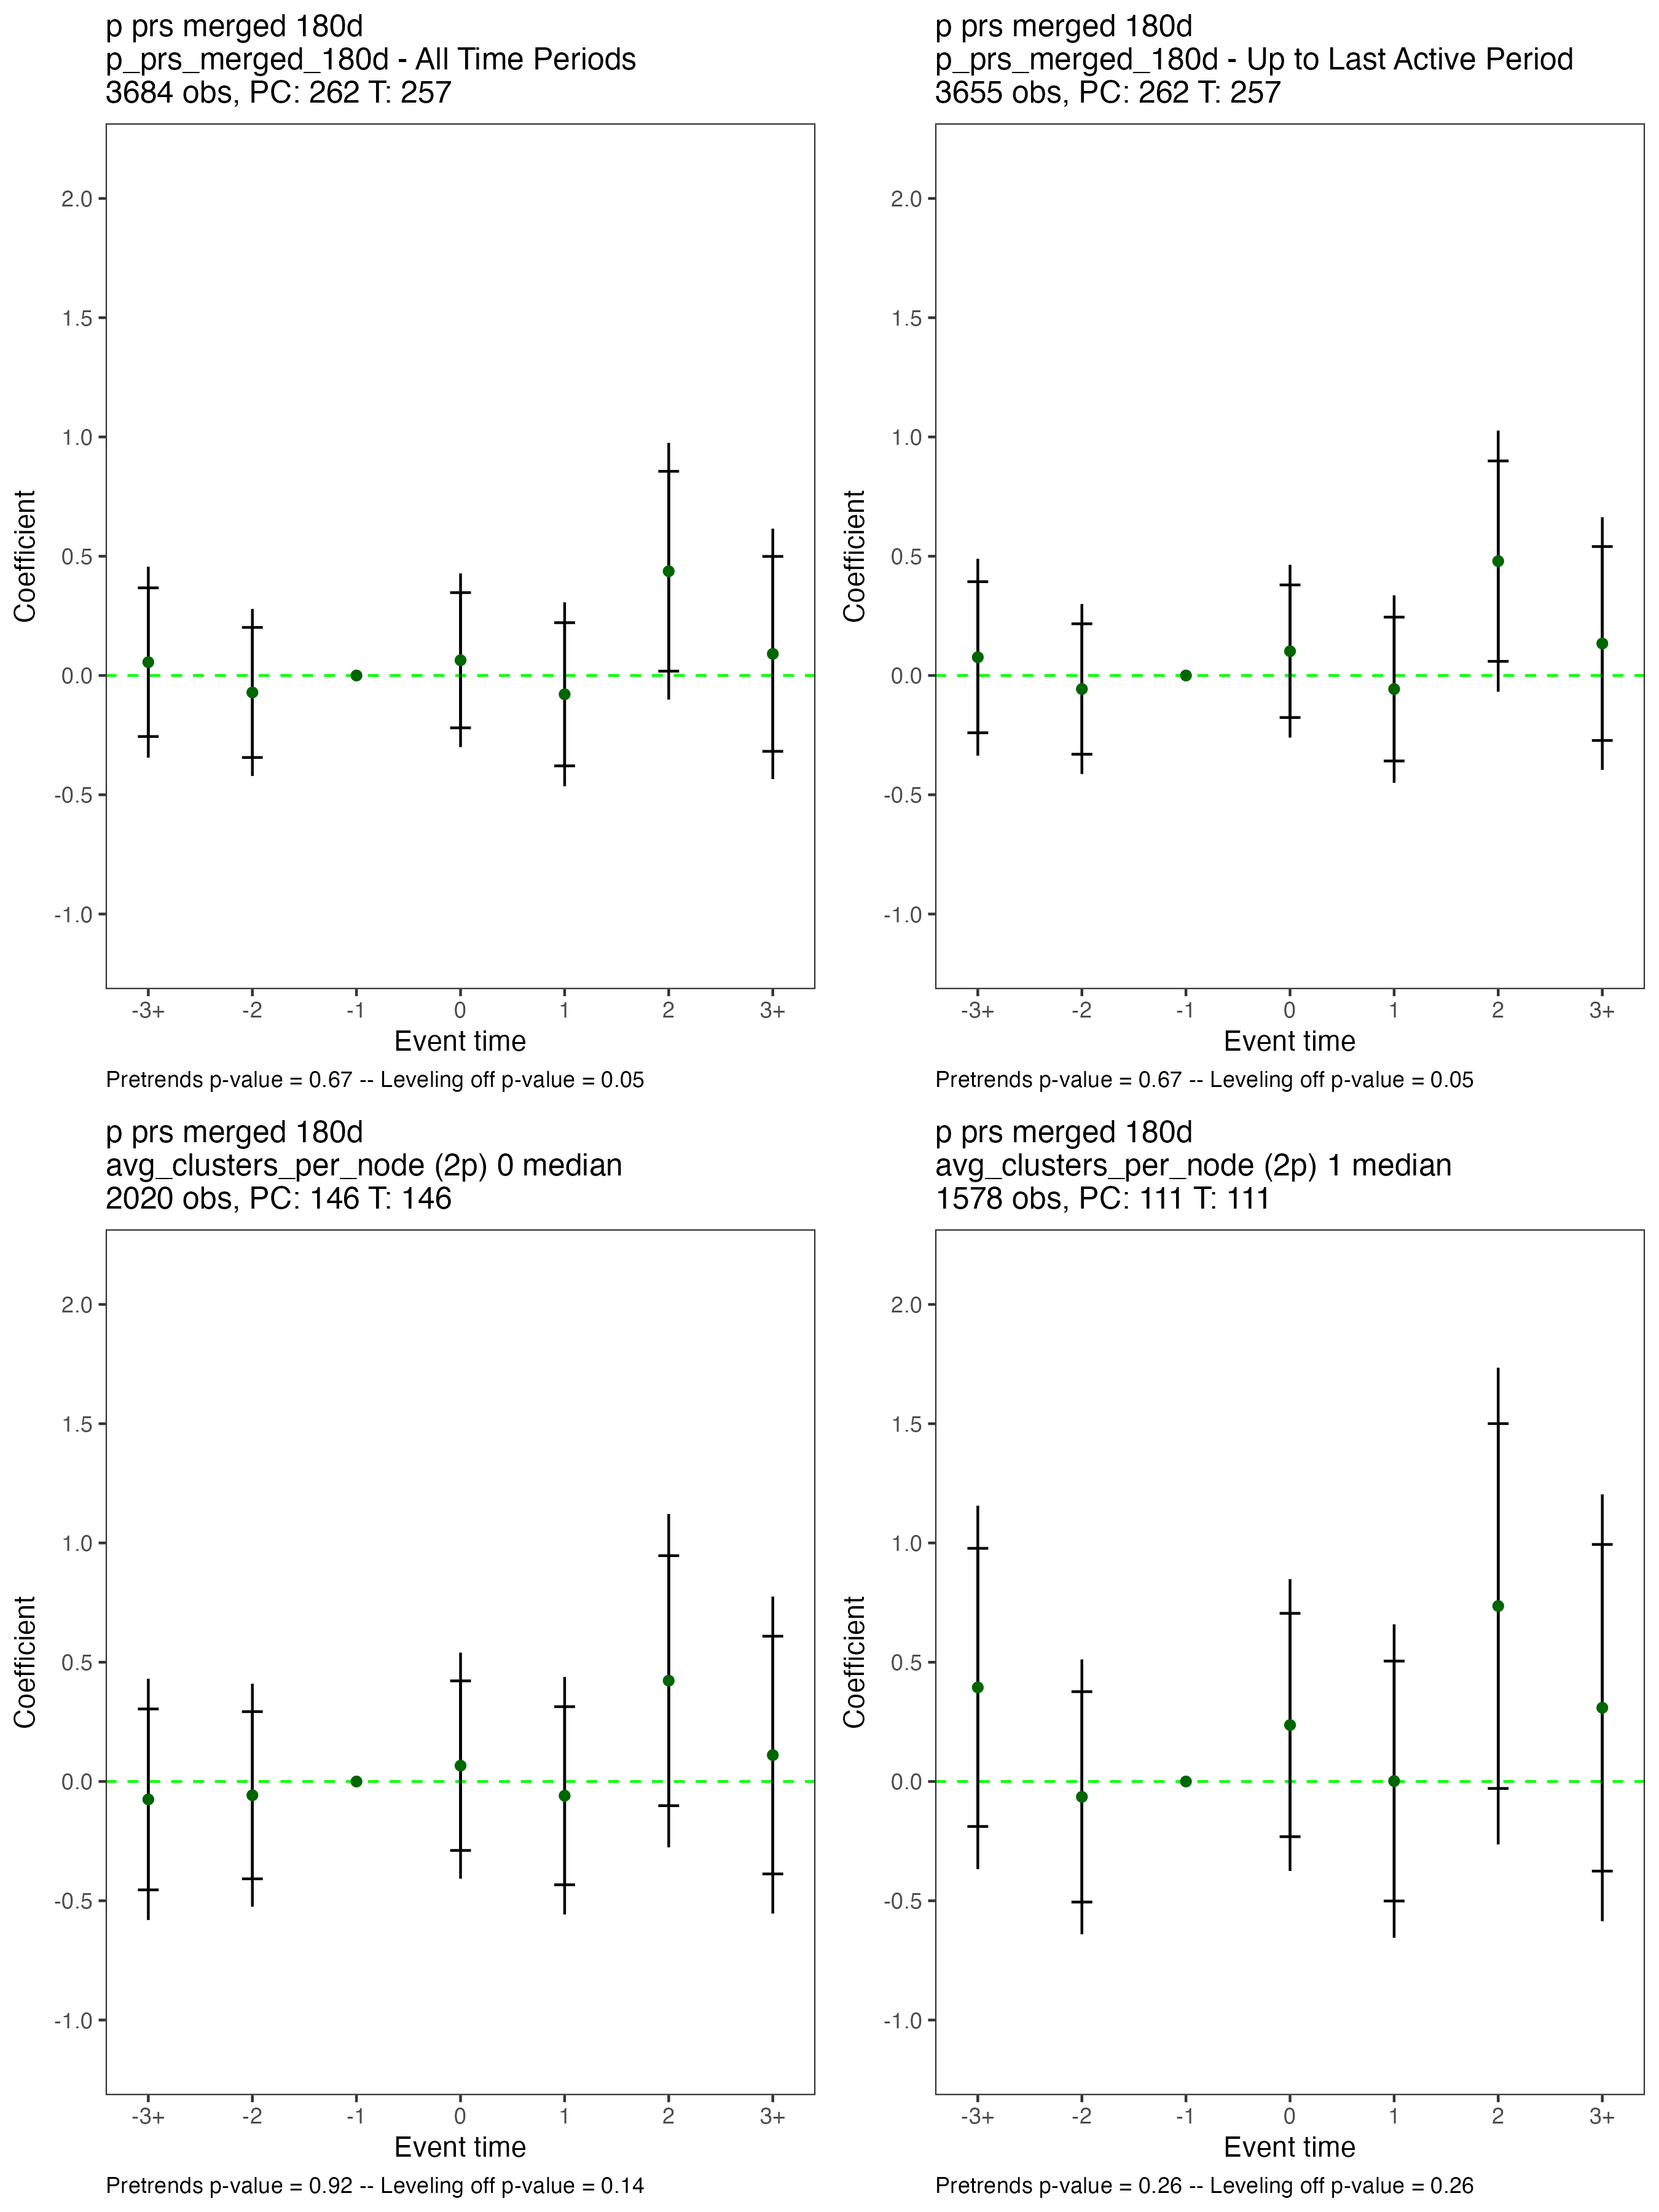 p prs merged 180d
p_prs_merged_180d - All Time Periods
3684 obs, PC: 262 T: 257
2.0
1.5
1.0
0.5
0.0
-0.5
-1.0
Coefficient
-3+ -2 -1 0 1 2 3+
Event time
Pretrends p-value = 0.67 -- Leveling off p-value = 0.05
p prs merged 180d
p_prs_merged_180d - Up to Last Active Period
3655 obs, PC: 262 T: 257
2.0
1.5
1.0
0.5
0.0
-0.5
-1.0
Coefficient
-3+ -2 -1 0 1 2 3+
Event time
Pretrends p-value = 0.67 -- Leveling off p-value = 0.05
p prs merged 180d
avg_clusters_per_node (2p) 0 median
2020 obs, PC: 146 T: 146
2.0
1.5
1.0
0.5
0.0
-0.5
-1.0
Coefficient
-3+ -2 -1 0 1 2 3+
Event time
Pretrends p-value = 0.92 -- Leveling off p-value = 0.14
p prs merged 180d
avg_clusters_per_node (2p) 1 median
1578 obs, PC: 111 T: 111
2.0
1.5
1.0
0.5
0.0
-0.5
-1.0
Coefficient
-3+ -2 -1 0 1 2 3+
Event time
Pretrends p-value = 0.26 -- Leveling off p-value = 0.26